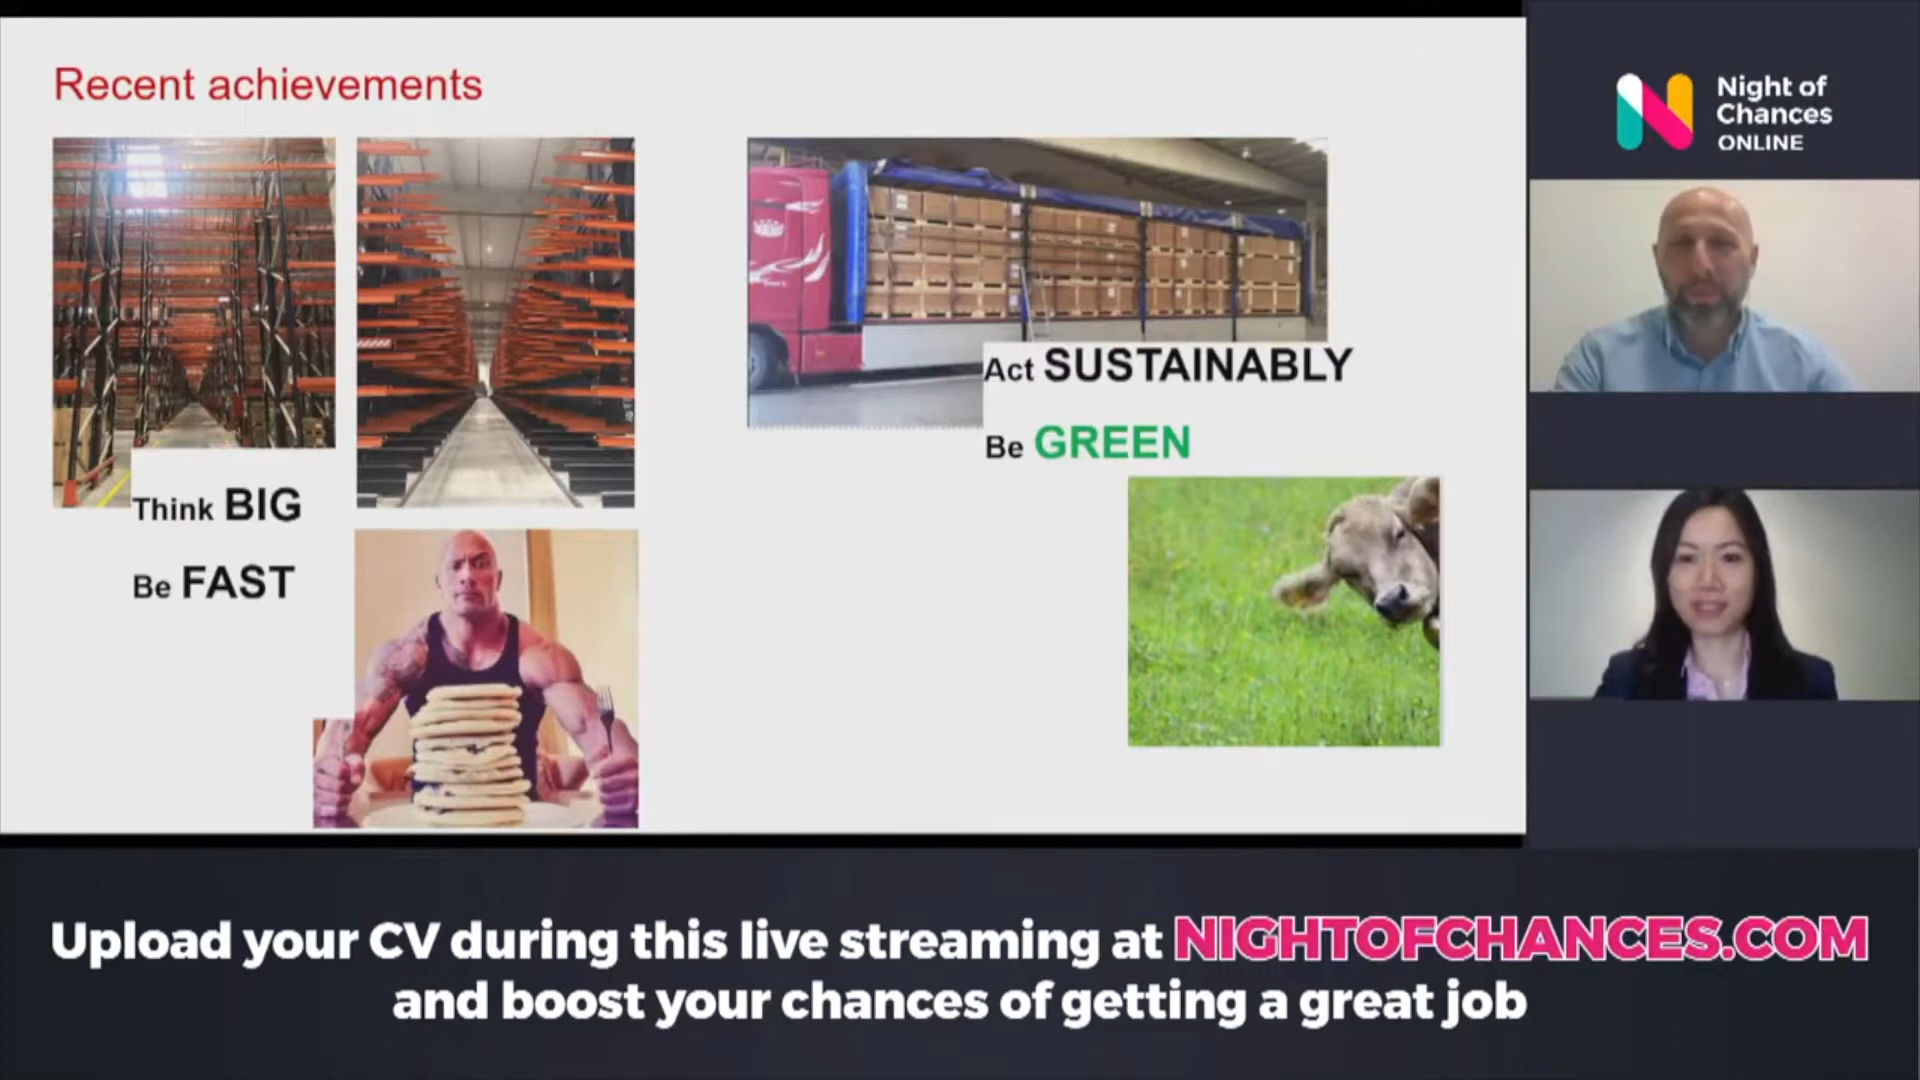 Recent achievements
Think BIG
Be FAST
Act SUSTAINABLY
Be GREEN
Night of
Chances
ONLINE
Upload your CV during this live streaming at NIGHTOFCHANCES.COM
and boost your chances of getting a great job